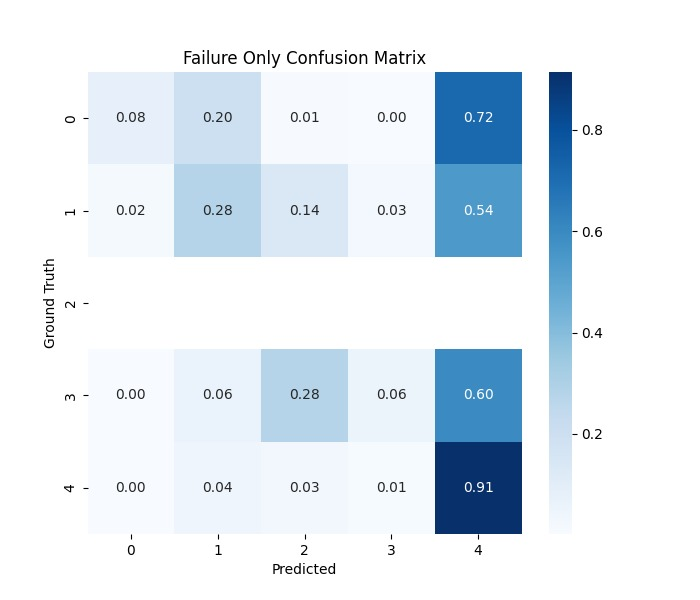 Failure Only Confusion Matrix
0 0.08 0.20 0.01 0.00 0.72
0.8
1 0.02 0.28 0.14 0.03 0.54
0.6
Ground Truth
2
0.4
3 0.00 0.06 0.28 0.06 0.60
0.2
4 0.00 0.04 0.03 0.01 0.91
0 1 2 3 4
Predicted